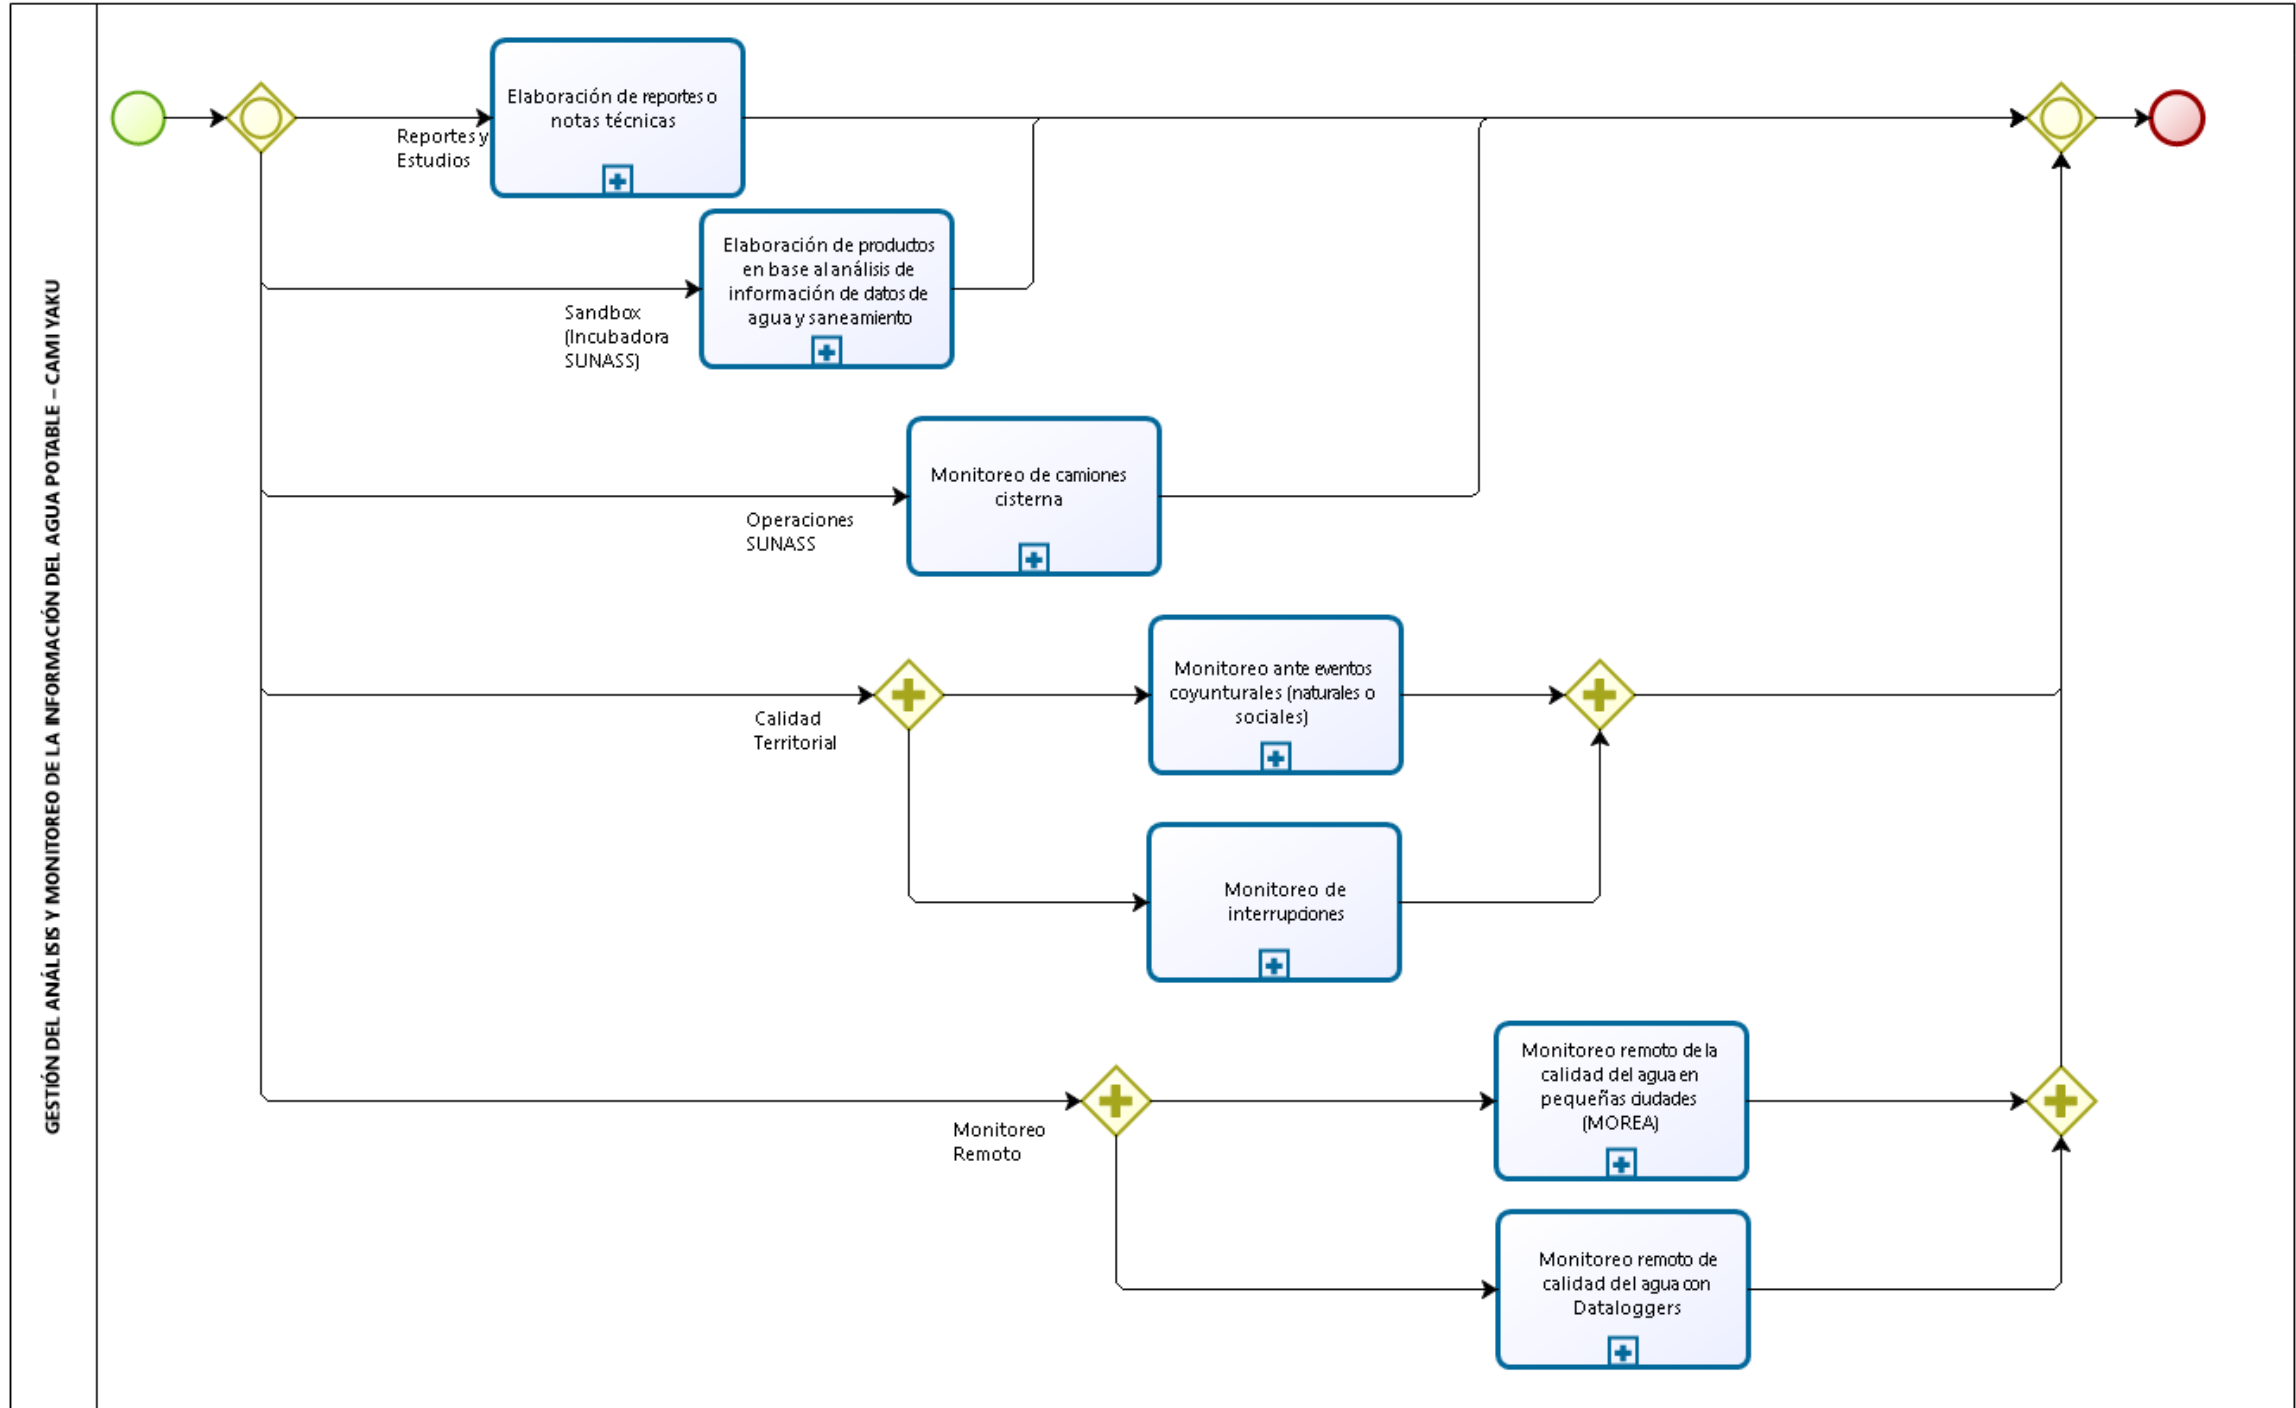 GESTIÓN DEL ANÁLISIS Y MONITOREO DE LA INFORMACIÓN DEL AGUA POTABLE – CAMI YAKU
Elaboración de reportes o
notas técnicas
Reportes y
Estudios
Elaboración de productos
en base al análisis de
información de datos de
agua y saneamiento
Sandbox
(Incubadora
SUNASS)
Monitoreo de camiones
cisterna
Operaciones
SUNASS
Monitoreo ante eventos
coyunturales (naturales o
sociales)
Calidad
Territorial
Monitoreo de
interrupciones
Monitoreo remoto de la
calidad del agua en
pequeñas ciudades
(MOREA)
Monitoreo
Remoto
Monitoreo remoto de
calidad del agua con
Dataloggers